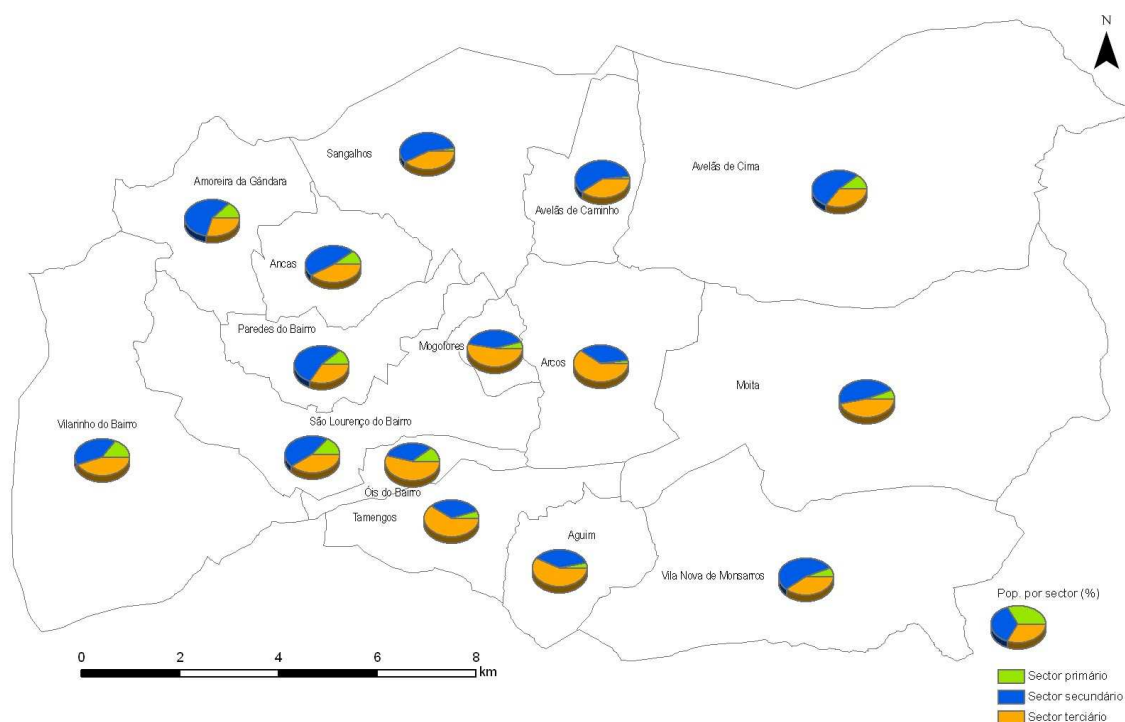 N
Sangalhos
Avelãs de Cima
Amoreira da Gândara
Avelãs de Caminho
Ancas
Paredes do Bairro
Mogofores
Arcos
Moita
Vilarinho do Bairro
São Lourenço do Bairro
Óis do Bairro
Tamengos
Aguim
Vila Nova de Monsarros
Pop. por sector (%)
0 2 4 6 8
km
Sector primário
Sector secundário
Sector terciário